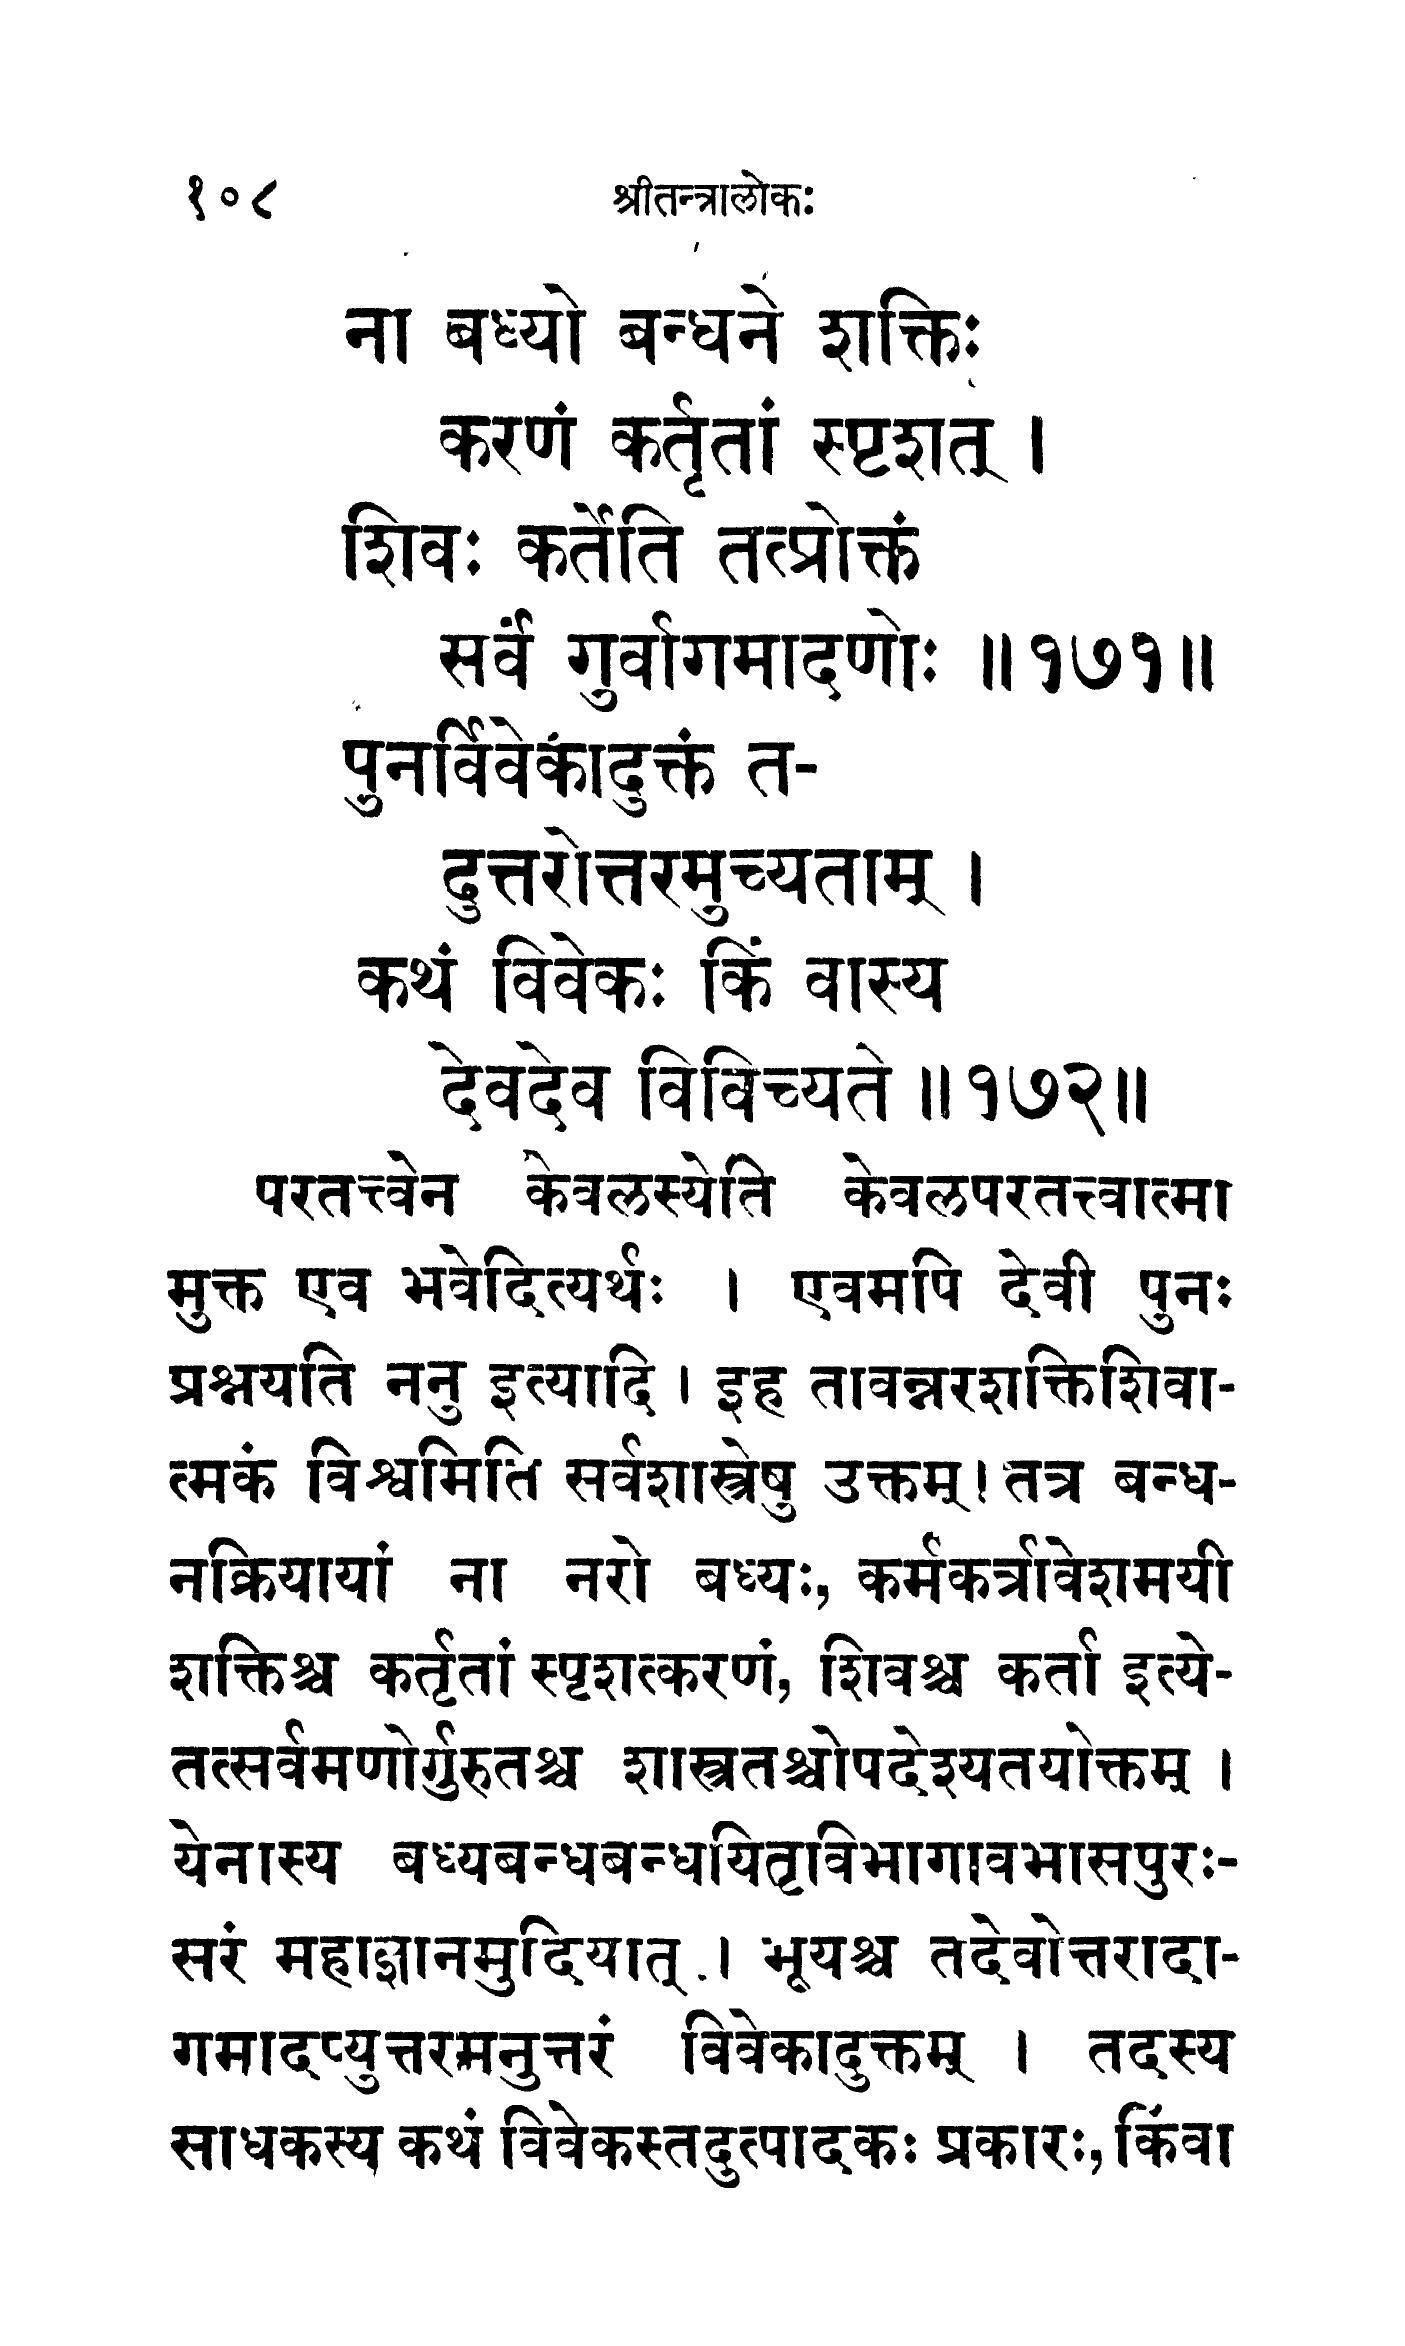 १०८ श्रीतन्त्रालोकः
ना बध्यो बन्धने शक्तिः
करणं कर्तृतां स्पृशत् ।
शिवः कर्तेति तत्प्रोक्तं
सर्वं गुर्वागमादणोः ॥१७१॥
पुनर्विवेकादुक्तं त-
दुत्तरोत्तरमुच्यताम् ।
कथं विवेकः किं वास्य
देवदेव विविच्यते ॥१७२॥
परतत्त्वेन केवलस्येति केवलपरतत्त्वात्मा
मुक्त एव भवेदित्यर्थः । एवमपि देवी पुनः
प्रश्नयति ननु इत्यादि । इह तावन्नरशक्तिशिवा-
त्मकं विश्वमिति सर्वशास्त्रेषु उक्तम् । तत्र बन्ध-
नक्रियायां ना नरो बध्यः, कर्मकर्त्रावेशमयी
शक्तिश्च कर्तृतां स्पृशत्करणं, शिवश्च कर्ता इत्ये-
तत्सर्वमणोर्गुरुतश्च शास्त्रतश्चोपदेश्यतयोक्तम् ।
येनास्य बध्यबन्धबन्धयितृविभागावभासपुरः-
सरं महाज्ञानमुदियात् । भूयश्च तदेवोत्तरादा-
गमादप्युत्तरमनुत्तरं विवेकादुक्तम् । तदस्य
साधकस्य कथं विवेकस्तदुत्पादकः प्रकारः, किंवा